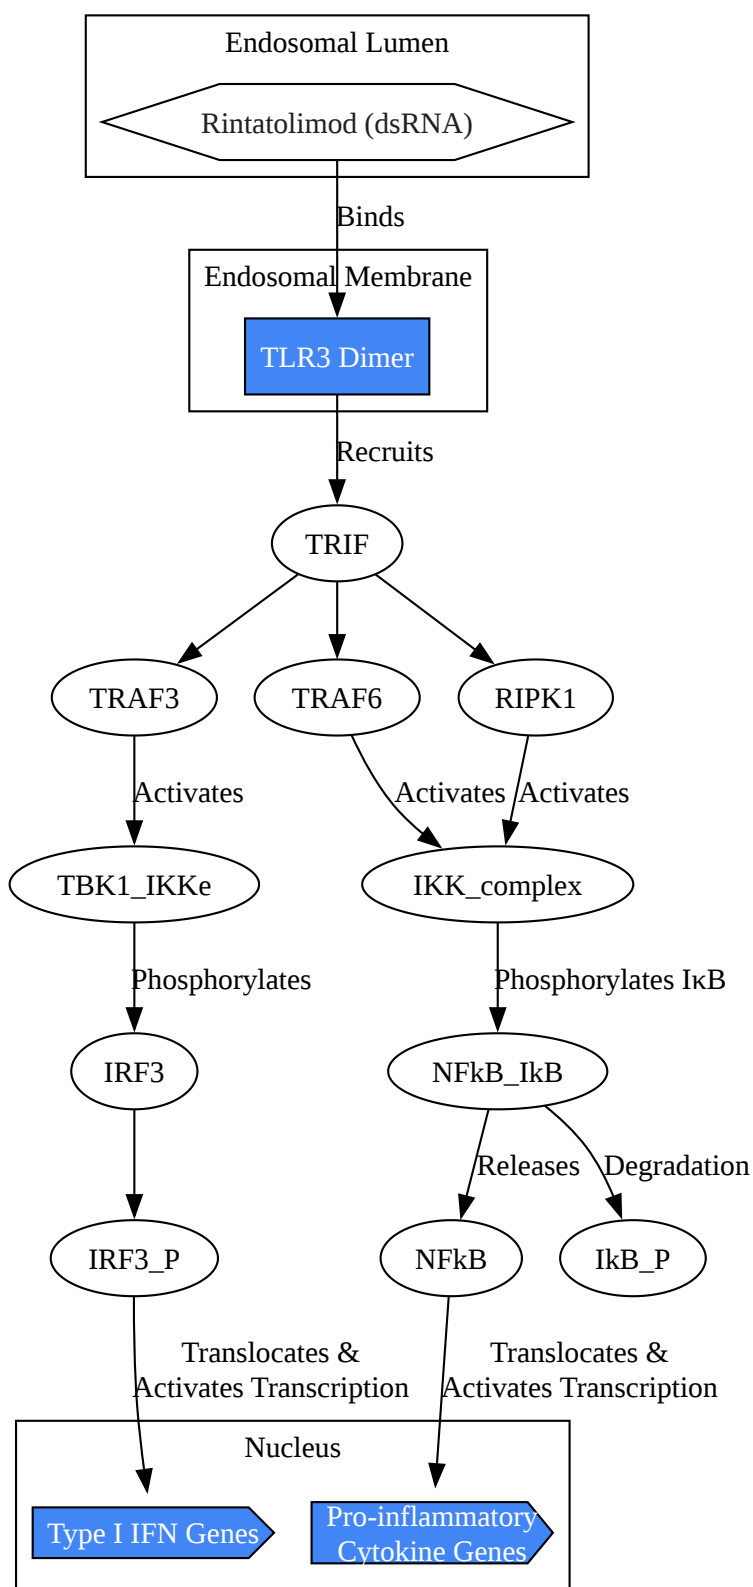 Endosomal Lumen
Rintatolimod (dsRNA)
Binds
Endosomal Membrane
TLR3 Dimer
Recruits
TRIF
TRAF3
TRAF6
RIPK1
Activates
Activates
Activates
TBK1_IKKe
IKK_complex
Phosphorylates
Phosphorylates IκB
IRF3
NFkB_IkB
Releases
Degradation
IRF3_P
NFkB
IkB_P
Translocates &
Activates Transcription
Translocates &
Activates Transcription
Nucleus
Type I IFN Genes
Pro-inflammatory
Cytokine Genes